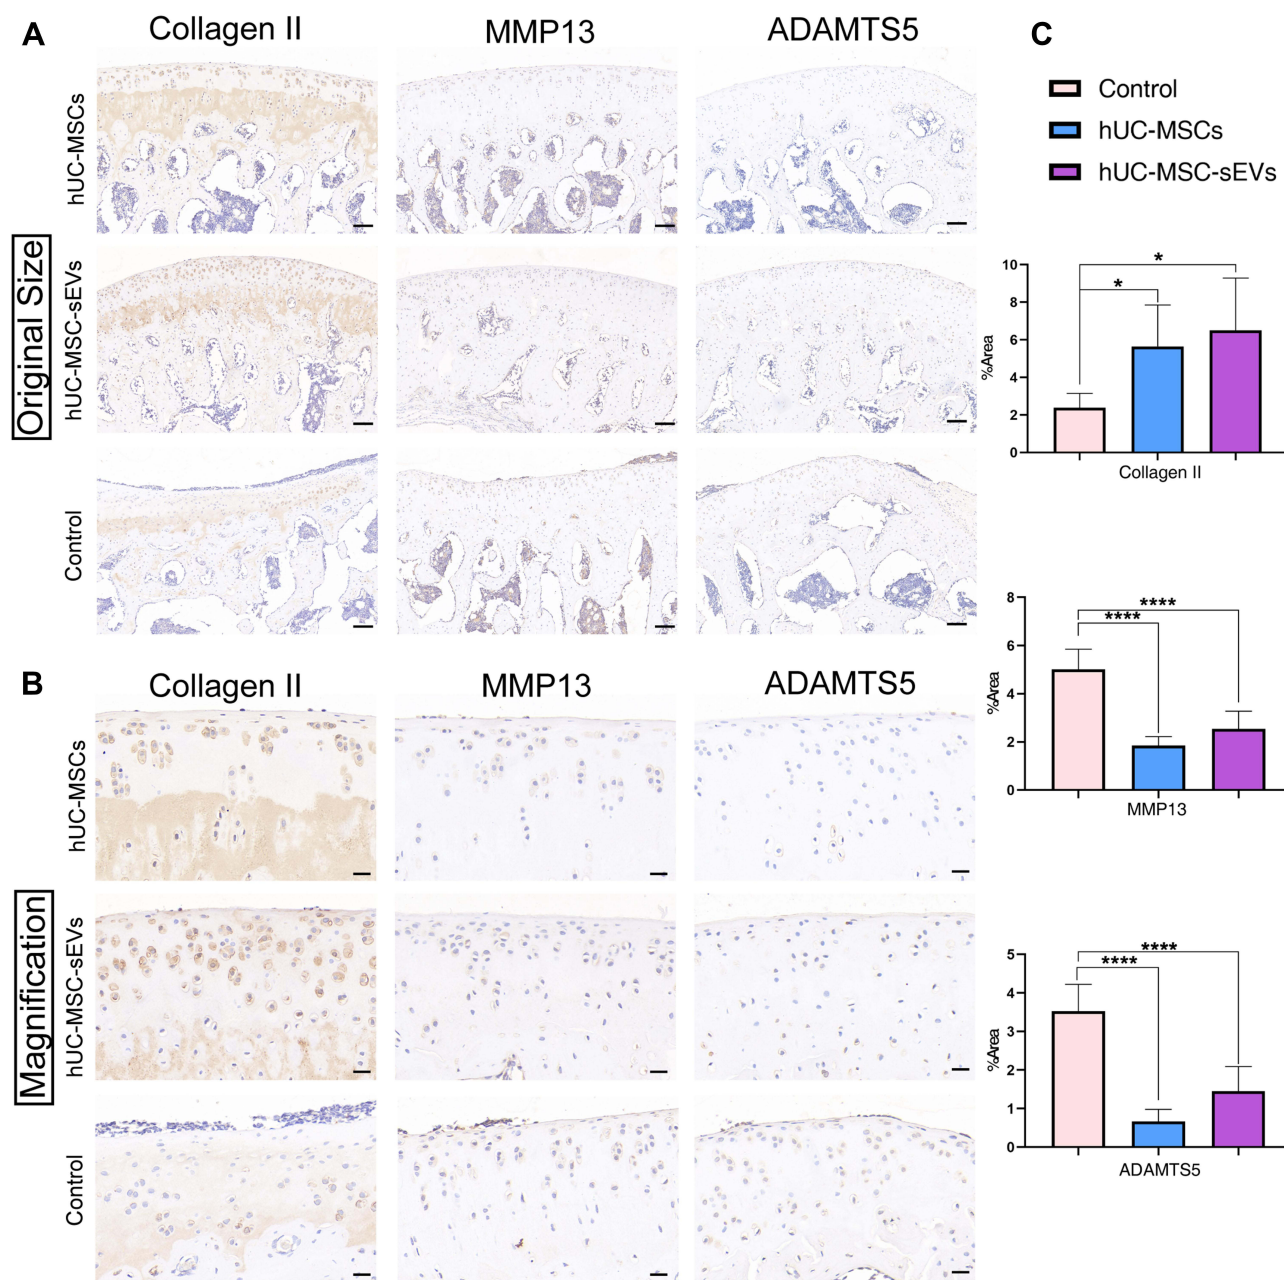 A
Collagen II
MMP13
ADAMTS5
Original Size
hUC-MSCs
hUC-MSC-sEVs
Control
B
Collagen II
MMP13
ADAMTS5
Magnification
hUC-MSCs
hUC-MSC-sEVs
Control
C
Control
hUC-MSCs
hUC-MSC-sEVs
10
8
6
4
2
0
%Area
*
*
Collagen II
8
6
4
2
0
%Area
****
****
MMP13
5
4
3
2
1
0
%Area
****
****
ADAMTS5